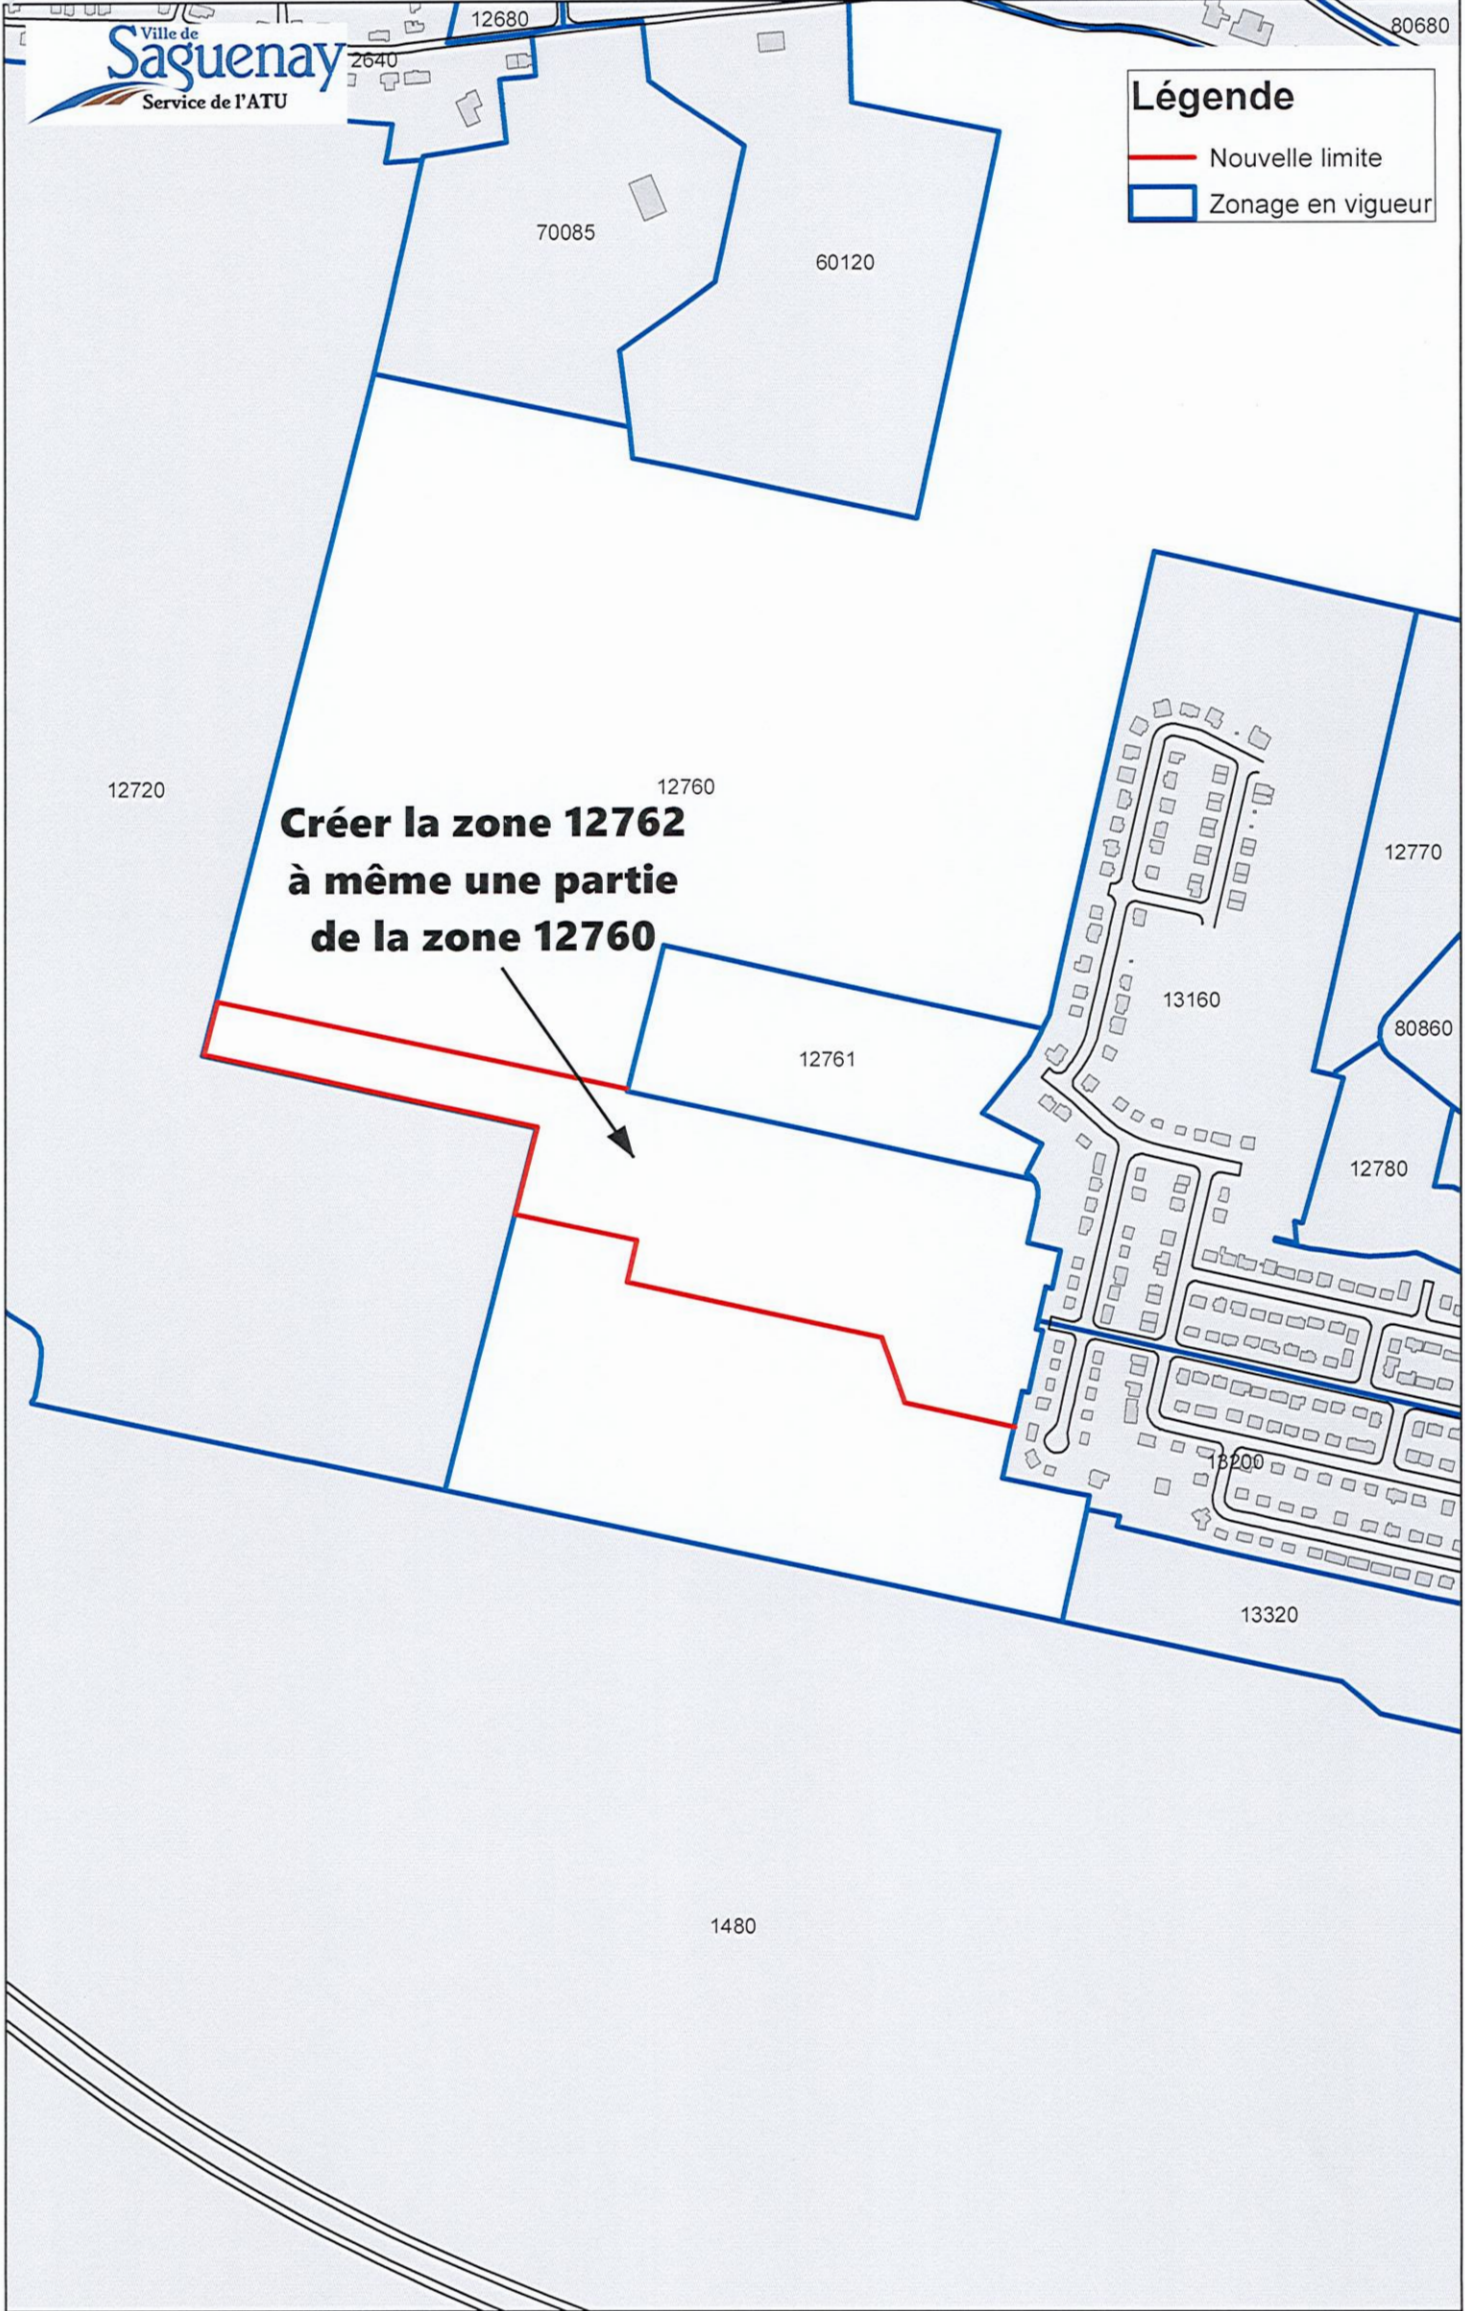 Ville de
Saguenay
Service de l'ATU
12680
80680
2640
Légende
Nouvelle limite
Zonage en vigueur
70085
60120
12720
12760
Créer la zone 12762
à même une partie
de la zone 12760
12770
13160
80860
12761
12780
13200
13320
1480